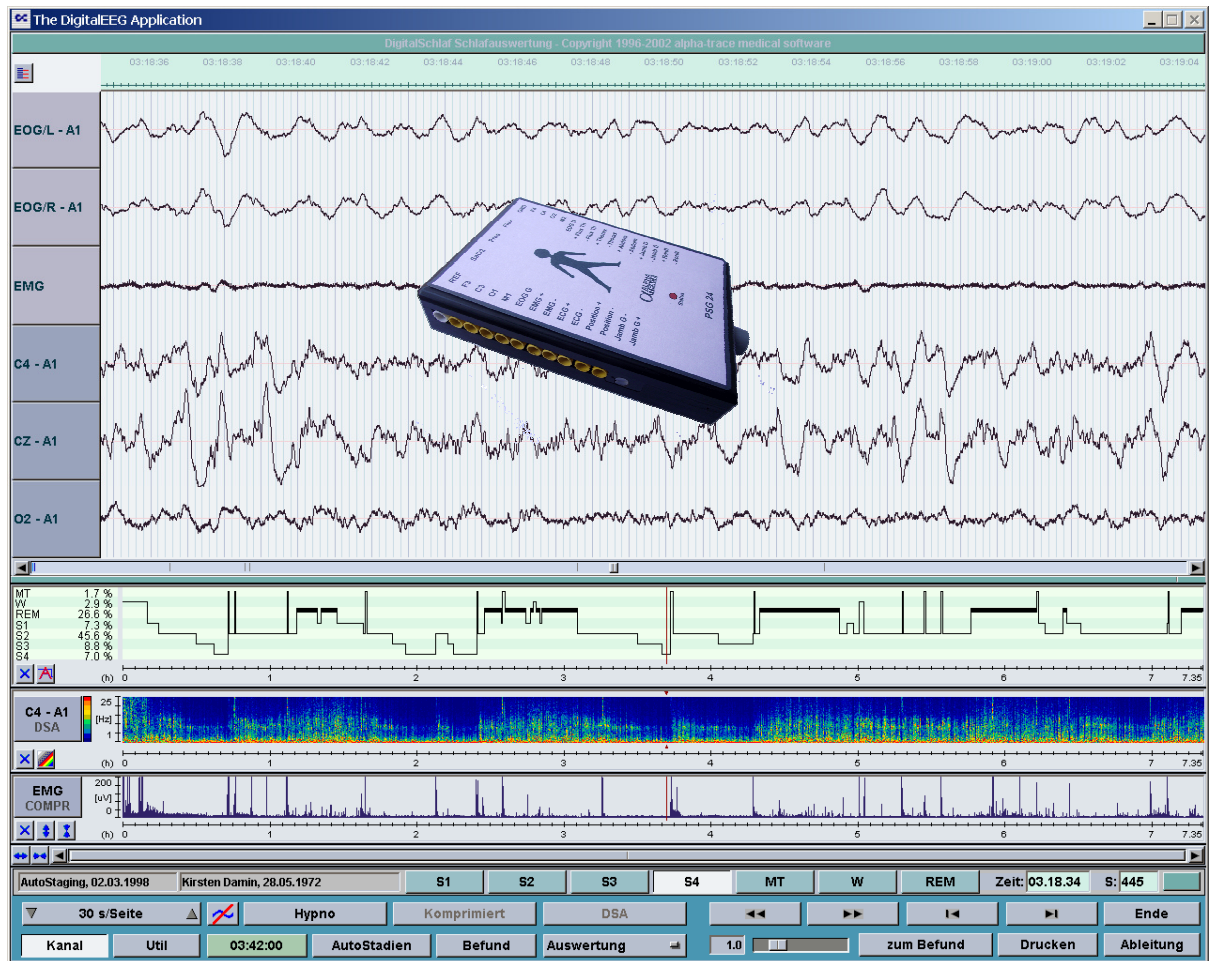 The DigitalEEG Application
DigitalSchlaf Schlafauswertung - Copyright 1996-2002 alpha-trace medical software
03:18:36 03:18:38 03:18:40 03:18:42 03:18:44 03:18:46 03:18:48 03:18:50 03:18:52 03:18:54 03:18:56 03:18:58 03:19:00 03:19:02 03:19:04
EOG/L - A1
EOG/R - A1
EMG
C4 - A1
CZ - A1
O2 - A1
SaO2
REF
F3
C3
O1
M1
EOG G
EMG +
EMG -
ECG +
ECG -
Position +
Position -
Jamb G -
Jamb G +
PSG 24
MT 1.7 %
W 2.9 %
REM 26.6 %
S1 7.3 %
S2 45.6 %
S3 8.8 %
S4 7.0 %
(h) 0 1 2 3 4 5 6 7 7.35
C4 - A1
DSA
25
[Hz]
1
(h) 0 1 2 3 4 5 6 7 7.35
EMG
COMPR
200
[uV]
0
(h) 0 1 2 3 4 5 6 7 7.35
AutoStaging, 02.03.1998 Kirsten Damin, 28.05.1972 S1 S2 S3 S4 MT W REM Zeit: 03.18.34 S: 445
30 s/Seite Hypno Komprimiert DSA Ende
Kanal Util 03:42:00 AutoStadien Befund Auswertung 1.0 zum Befund Drucken Ableitung